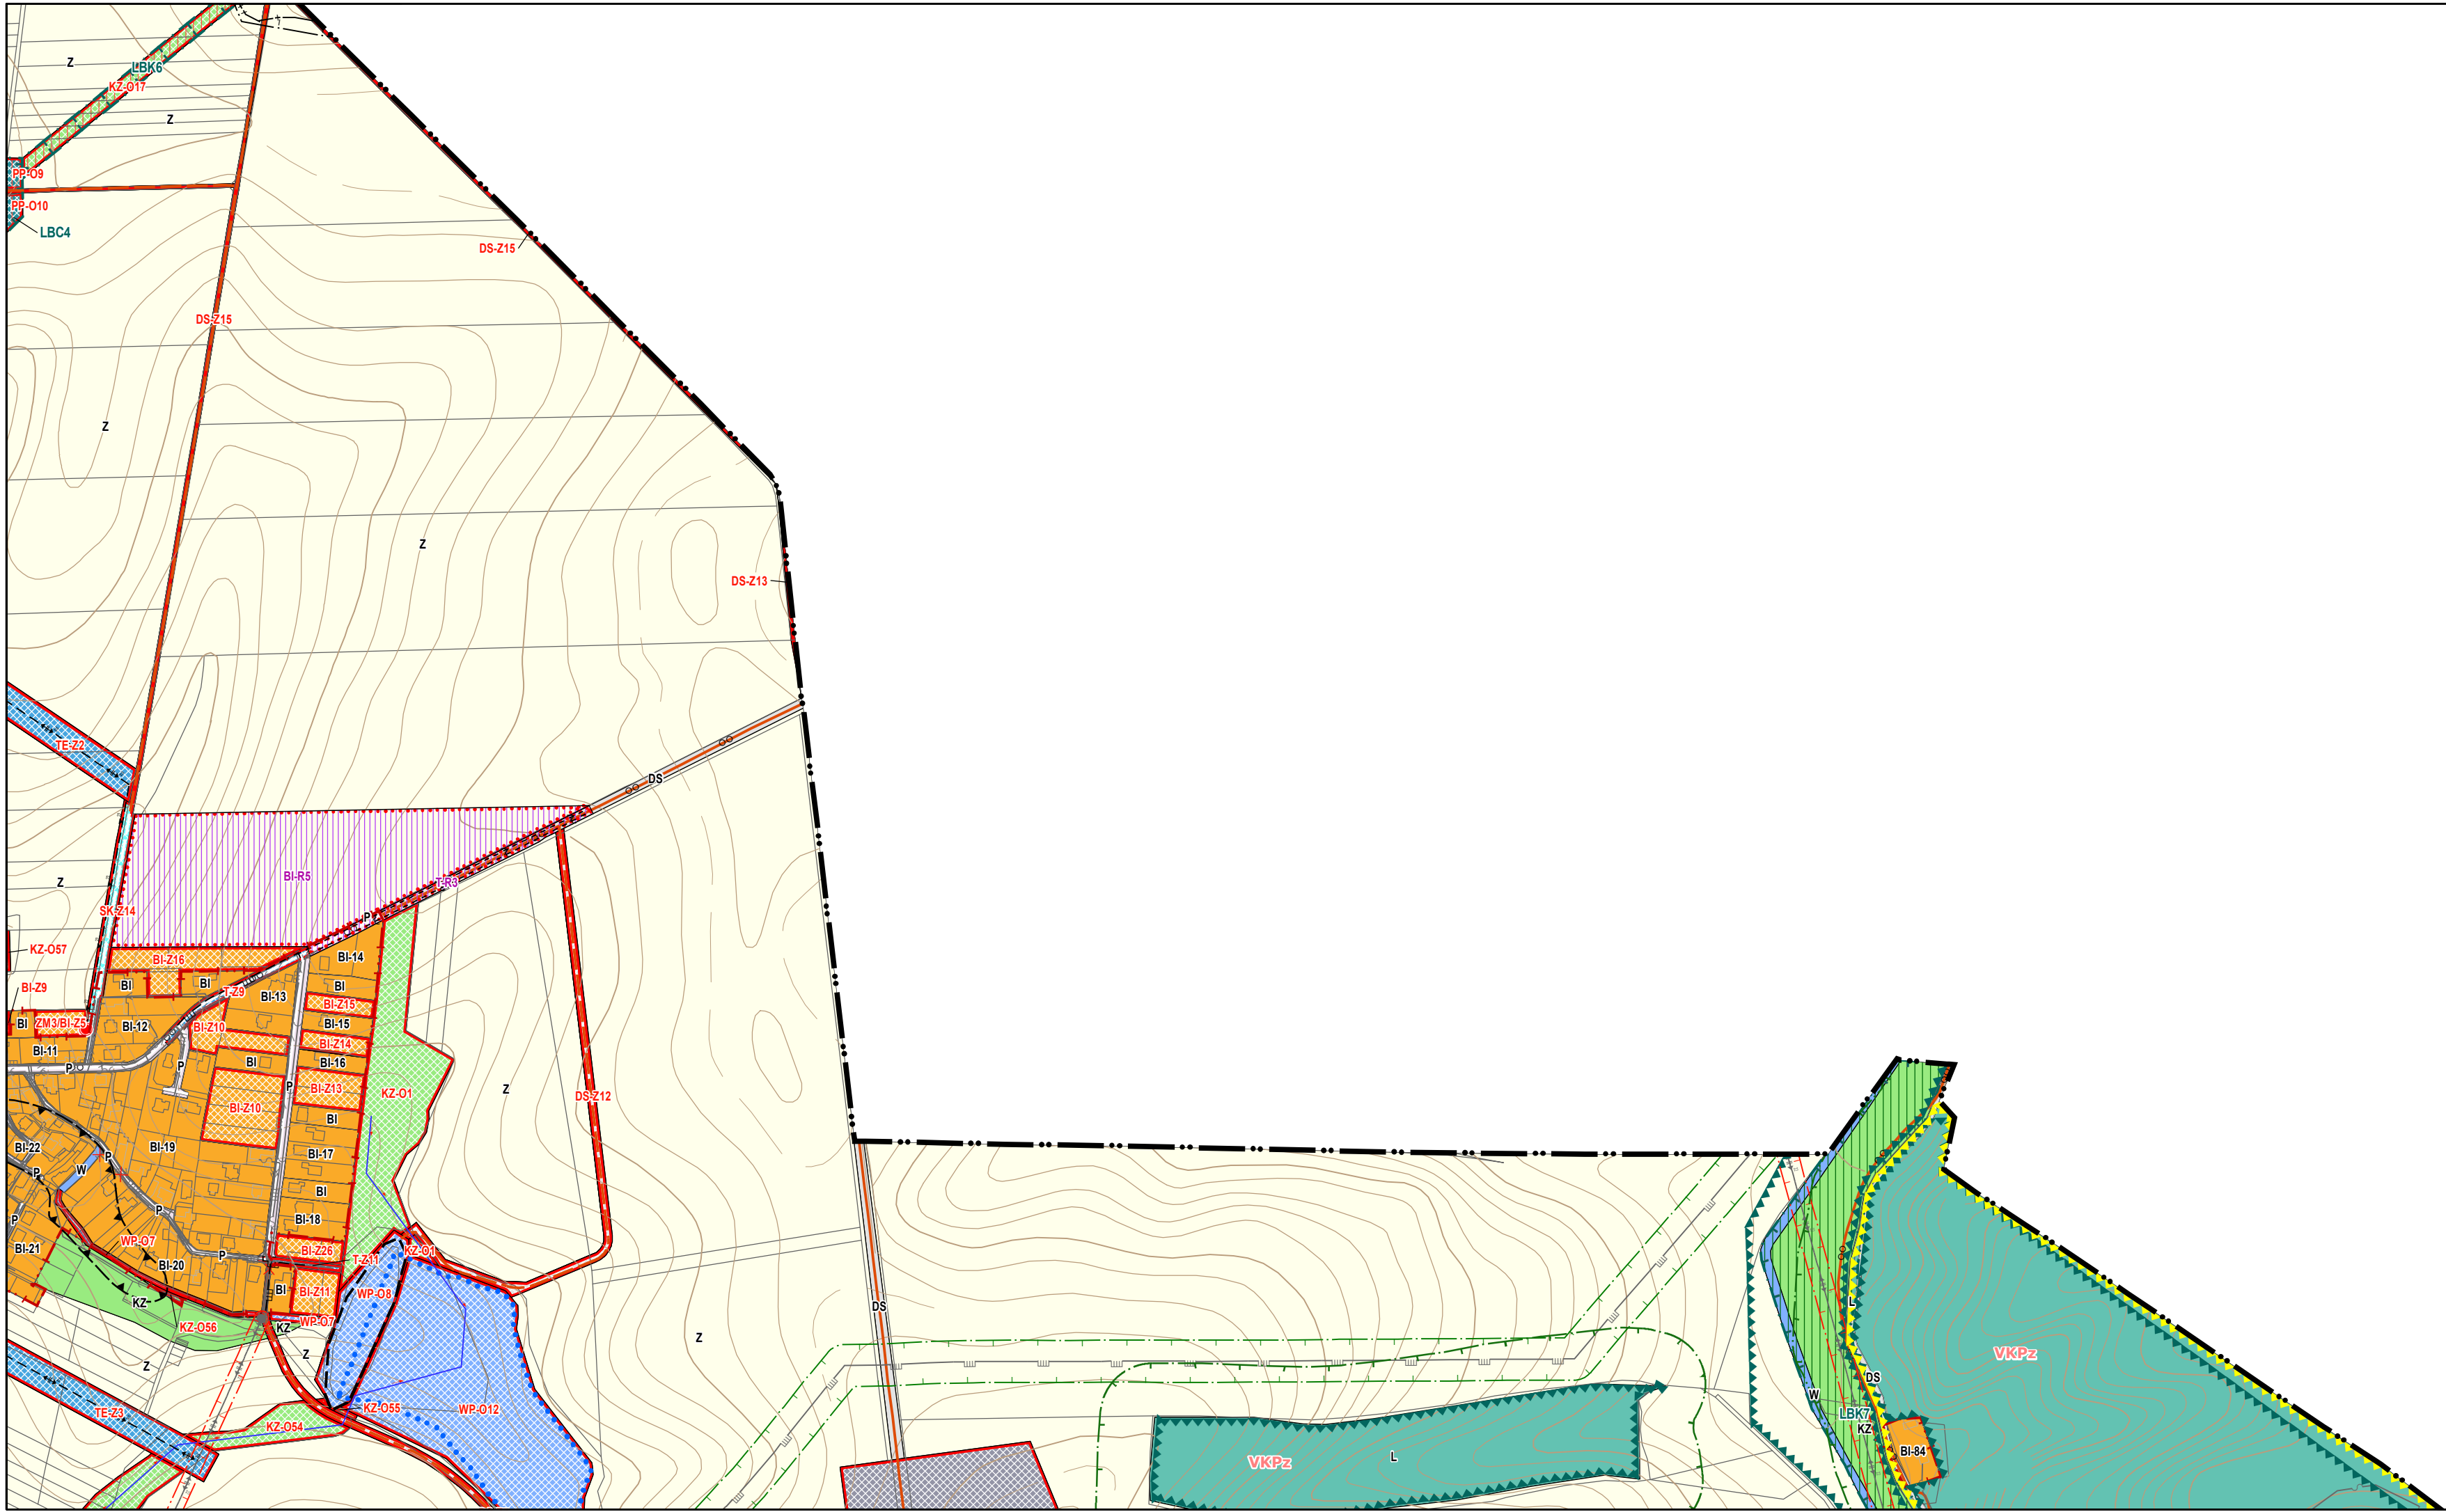 Z
LBK6
KZ-O17
Z
PP-O9
PP-O10
LBC4
DS-Z15
DS-Z15
Z
Z
DS-Z13
TE-Z2
DS
Z
BI-R5
T-R3
SK-Z14
P
KZ-O57
BI-Z16
BI-14
BI-Z9
BI
BI
BI
T-Z9
BI-13
BI-Z15
BI
ZM3/BI-Z5
BI-12
BI-Z10
BI-15
BI-Z14
BI-11
P
P
BI
BI-16
P
BI-Z13
KZ-O1
Z
DS-Z12
BI-Z10
BI
BI-22
BI-19
BI-17
P
W
P
BI
P
P
BI-18
BI-21
WP-O7
P
BI-Z26
KZ-O1
BI-20
T-Z11
BI
BI-Z11
WP-O8
KZ
KZ-O56
KZ
WP-O7
DS
L
Z
Z
Z
VKPz
TE-Z3
KZ-O54
KZ-O55
WP-O12
W
DS
LBK7
KZ
VKPz
L
BI-84